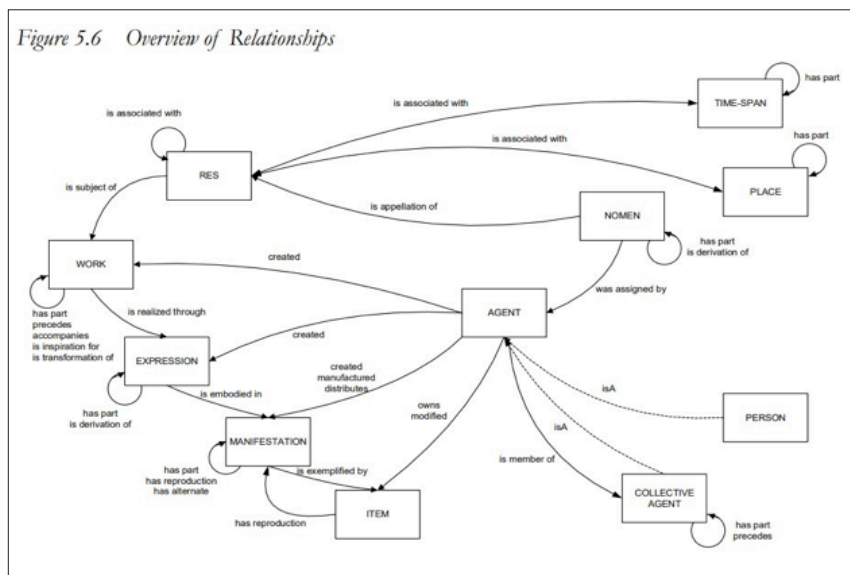 Figure 5.6 Overview of Relationships
has part
is associated with
TIME-SPAN
is associated with
is associated with
has part
RES
PLACE
is subject of
is appellation of
NOMEN
has part
is derivation of
WORK
created
was assigned by
has part
precedes
accompanies
is inspiration for
is transformation of
is realized through
AGENT
created
EXPRESSION
created
manufactured
distributes
is embodied in
has part
is derivation of
owns
modified
isA
PERSON
MANIFESTATION
isA
is member of
has part
has reproduction
has alternate
is exemplified by
COLLECTIVE
AGENT
has reproduction
ITEM
has part
precedes